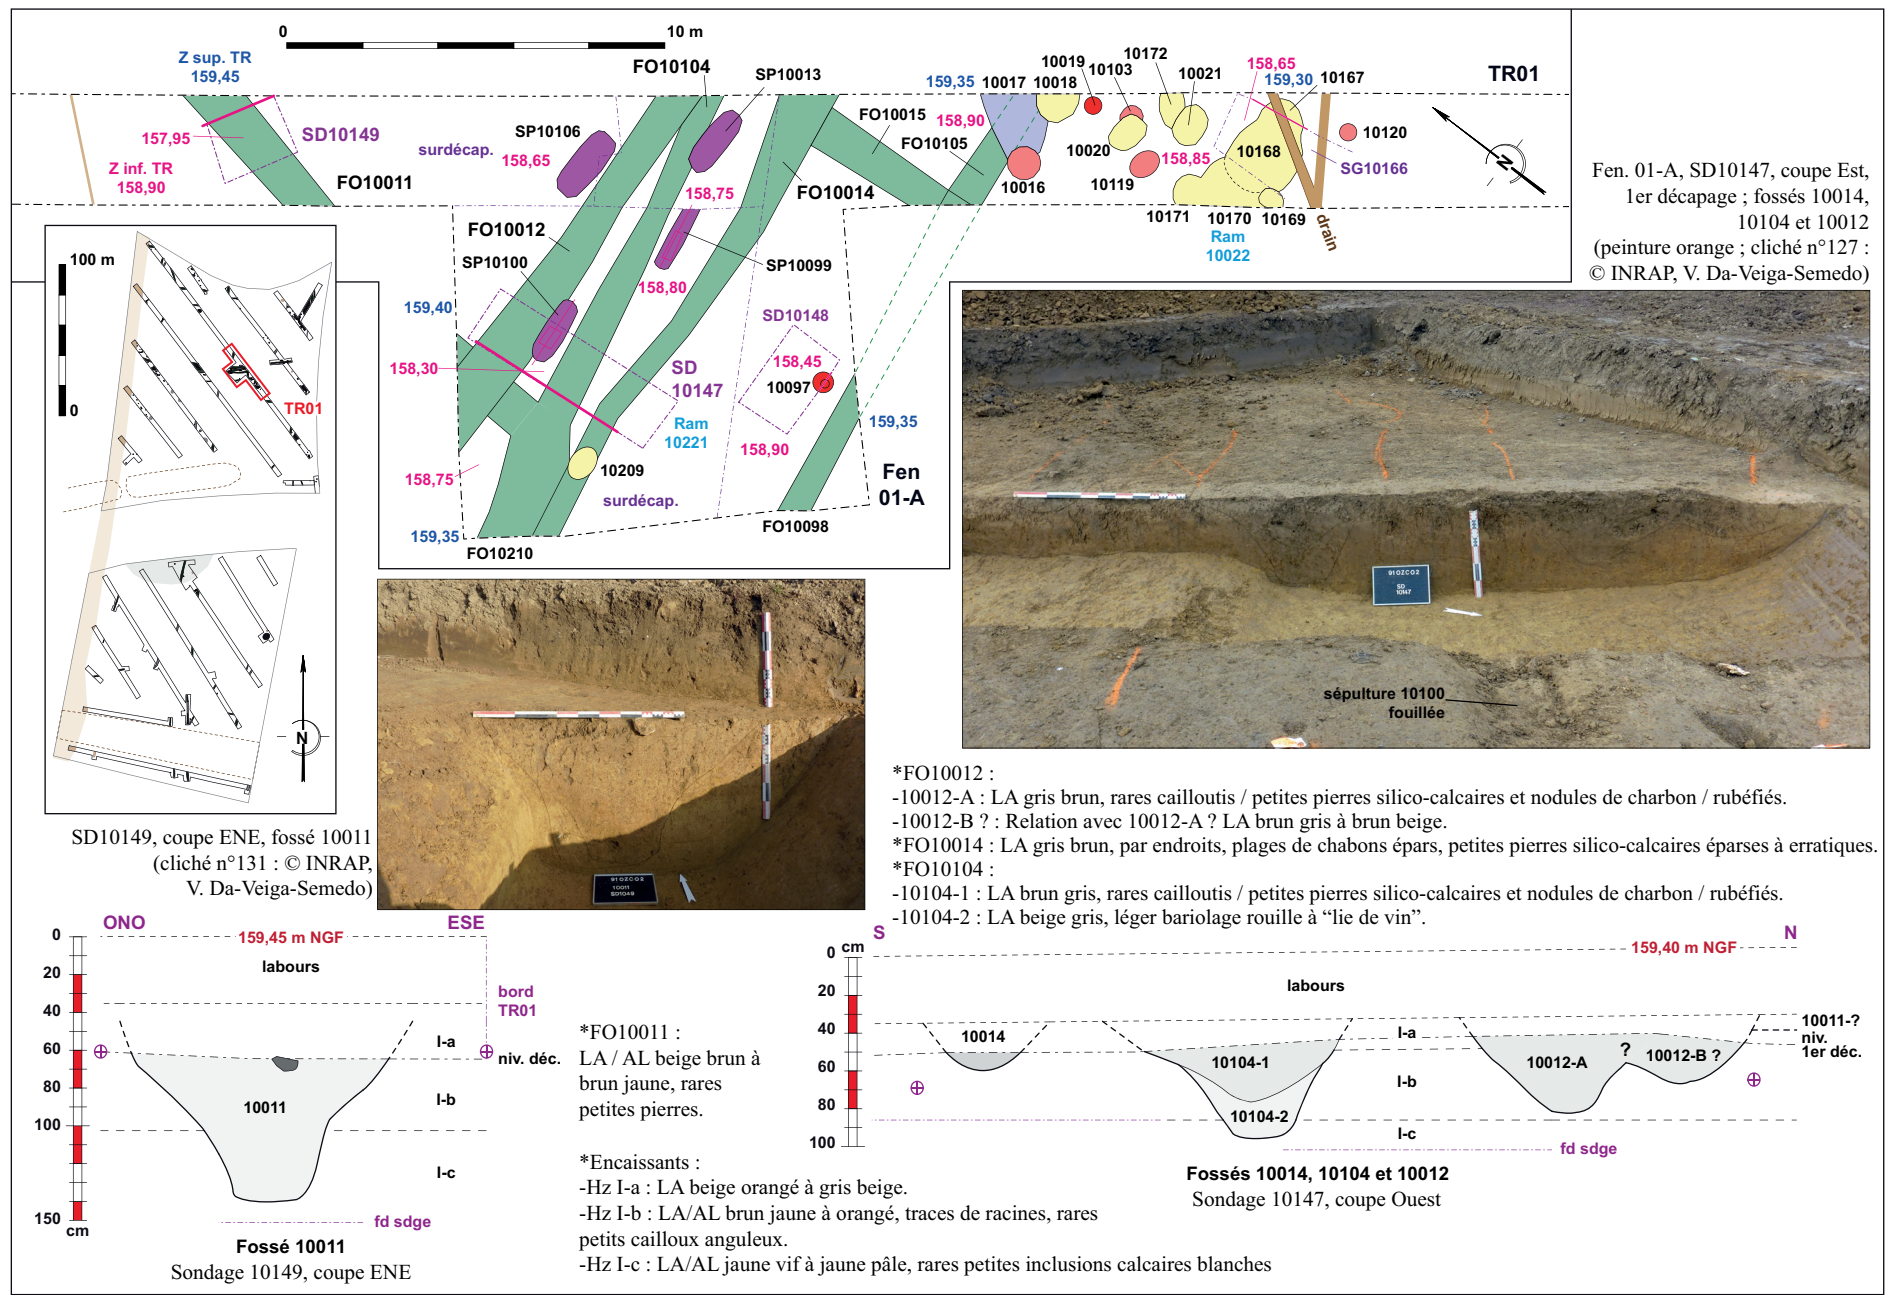 0
10 m
Z sup. TR
159,45
FO10104
SP10013
159,35
10017
10019
10018
10103
10172
10021
158,65
159,30
10167
TR01
157,95
SD10149
SP10106
surdécap.
158,65
FO10015
FO10105
158,90
10020
10168
10120
Z inf. TR
158,90
FO10011
158,75
FO10014
10016
10119
158,85
SG10166
10171
10170
10169
Ram
10022
drain
N
Fen. 01-A, SD10147, coupe Est,
1er décapage ; fossés 10014,
10104 et 10012
(peinture orange ; cliché n°127 :
© INRAP, V. Da-Veiga-Semedo)
FO10012
SP10100
SP10099
158,80
159,40
SD10148
158,30
SD
10147
158,45
10097
Ram
10221
159,35
158,90
158,75
10209
surdécap.
Fen
01-A
159,35
FO10210
FO10098
100 m
0
TR01
N
91OZCO2
SD
10147
sépulture 10100
fouillée
SD10149, coupe ENE, fossé 10011
(cliché n°131 : © INRAP,
V. Da-Veiga-Semedo)
91OZCO2
10011
SD1049
*FO10012 :
-10012-A : LA gris brun, rares cailloutis / petites pierres silico-calcaires et nodules de charbon / rubéfiés.
-10012-B ? : Relation avec 10012-A ? LA brun gris à brun beige.
*FO10014 : LA gris brun, par endroits, plages de chabons épars, petites pierres silico-calcaires éparses à erratiques.
*FO10104 :
-10104-1 : LA brun gris, rares cailloutis / petites pierres silico-calcaires et nodules de charbon / rubéfiés.
-10104-2 : LA beige gris, léger bariolage rouille à “lie de vin”.
ONO
ESE
0
159,45 m NGF
labours
20
40
60
80
100
150
cm
bord
TR01
I-a
niv. déc.
10011
I-b
I-c
fd sdge
Fossé 10011
Sondage 10149, coupe ENE
*FO10011 :
LA / AL beige brun à
brun jaune, rares
petites pierres.
*Encaissants :
-Hz I-a : LA beige orangé à gris beige.
-Hz I-b : LA/AL brun jaune à orangé, traces de racines, rares
petits cailloux anguleux.
-Hz I-c : LA/AL jaune vif à jaune pâle, rares petites inclusions calcaires blanches
S
N
0
cm
20
40
60
80
100
159,40 m NGF
labours
10014
I-a
10011-?
niv.
1er déc.
10104-1
10012-A
?
10012-B ?
I-b
10104-2
I-c
fd sdge
Fossés 10014, 10104 et 10012
Sondage 10147, coupe Ouest